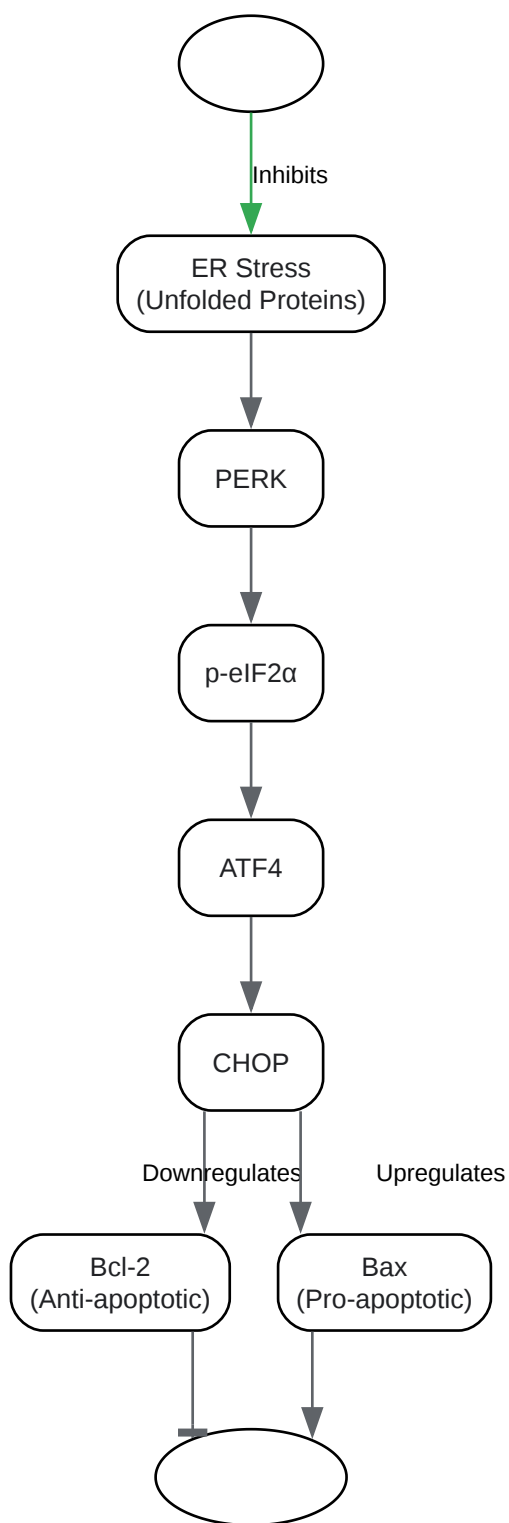 Inhibits
ER Stress
(Unfolded Proteins)
PERK
p-eIF2α
ATF4
CHOP
Downregulates
Upregulates
Bcl-2
(Anti-apoptotic)
Bax
(Pro-apoptotic)